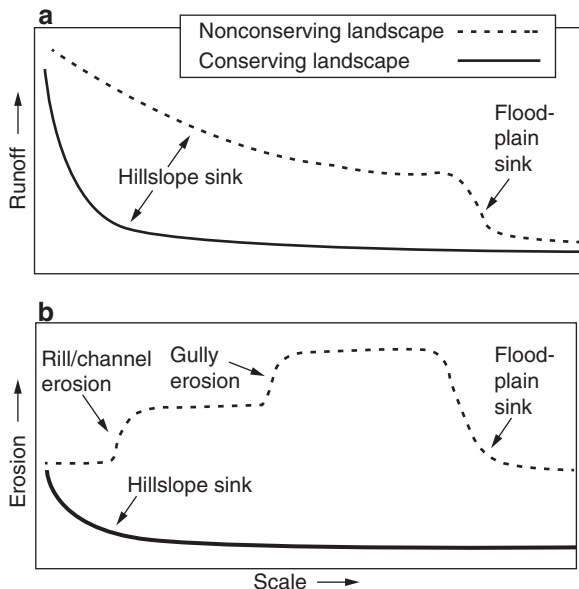 a
Nonconserving landscape
Conserving landscape
Runoff
Hillslope sink
Flood-
plain
sink
b
Rill/channel
erosion
Gully
erosion
Flood-
plain
sink
Hillslope sink
Erosion
Scale